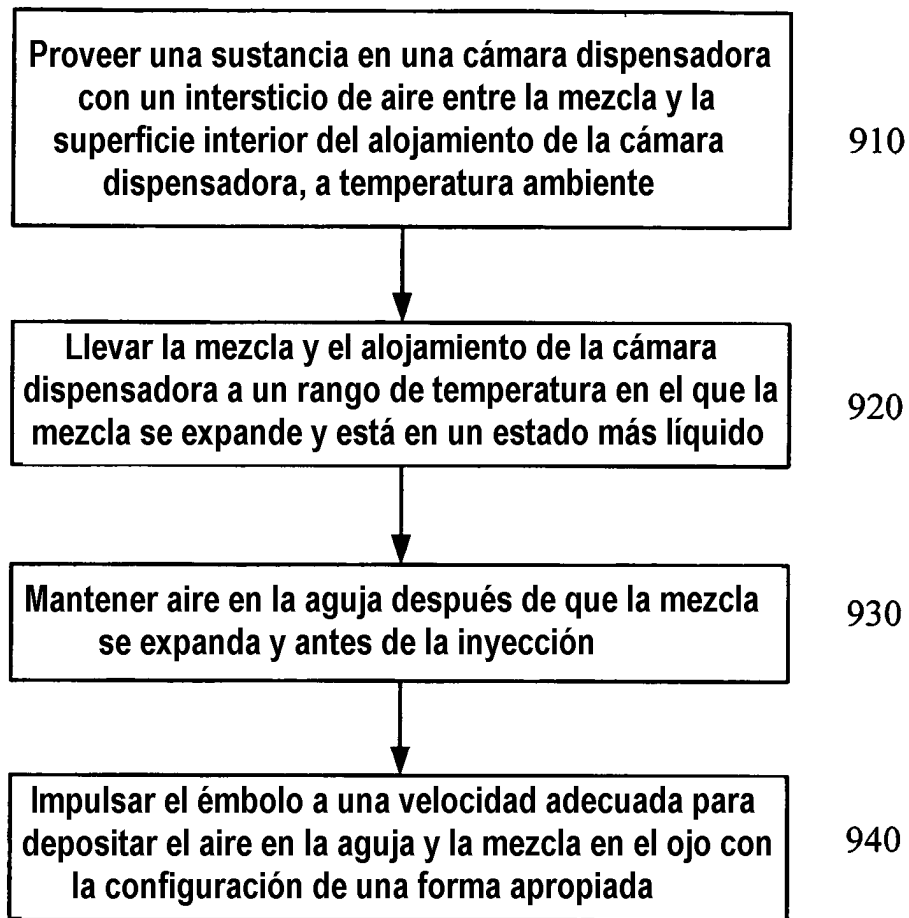 Proveer una sustancia en una cámara dispensadora
con un intersticio de aire entre la mezcla y la
superficie interior del alojamiento de la cámara
dispensadora, a temperatura ambiente
910
Llevar la mezcla y el alojamiento de la cámara
dispensadora a un rango de temperatura en el que la
mezcla se expande y está en un estado más líquido
920
Mantener aire en la aguja después de que la mezcla
se expanda y antes de la inyección
930
Impulsar el émbolo a una velocidad adecuada para
depositar el aire en la aguja y la mezcla en el ojo con
la configuración de una forma apropiada
940